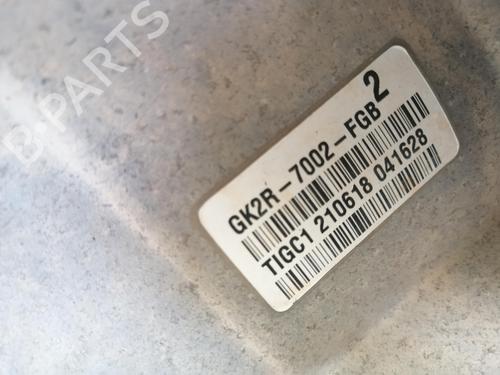 B-PARTS
2
GK2R-7002-FGB
TIGC1 210618 041628